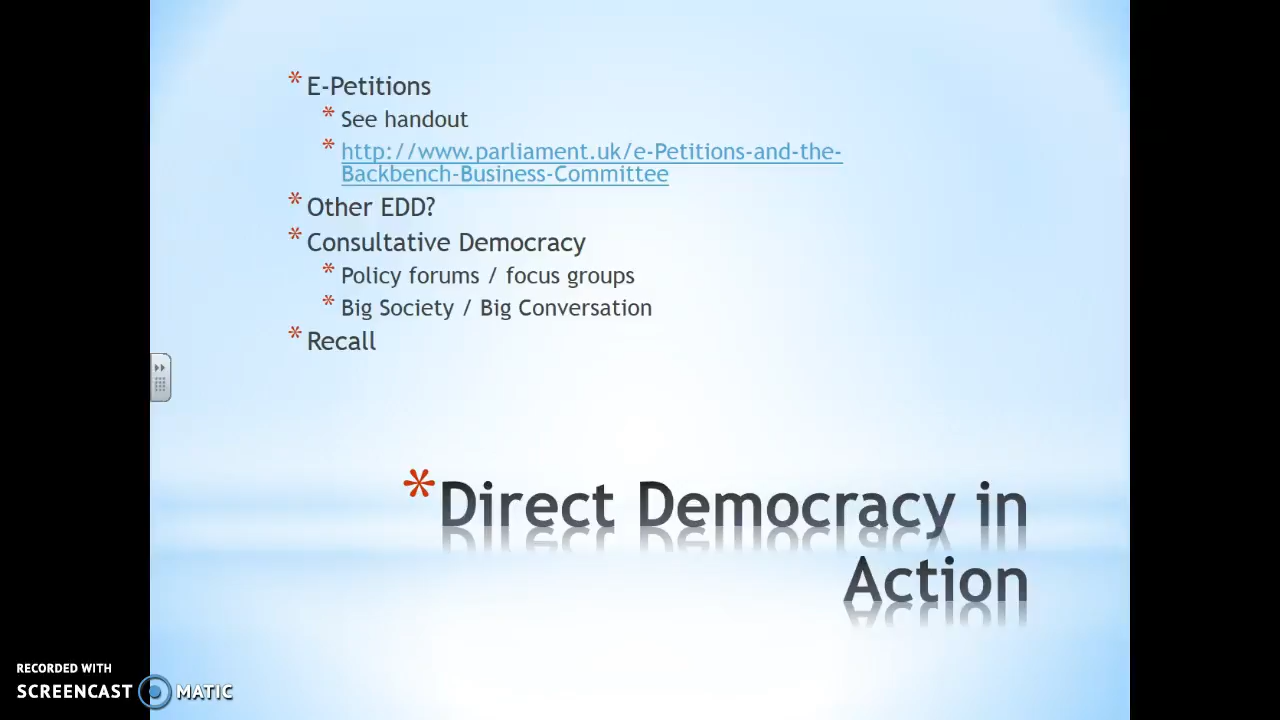 * E-Petitions
* See handout
* http://www.parliament.uk/e-Petitions-and-the-
Backbench-Business-Committee
* Other EDD?
* Consultative Democracy
* Policy forums / focus groups
* Big Society / Big Conversation
* Recall
*Direct Democracy in
Action
RECORDED WITH
SCREENCAST MATIC